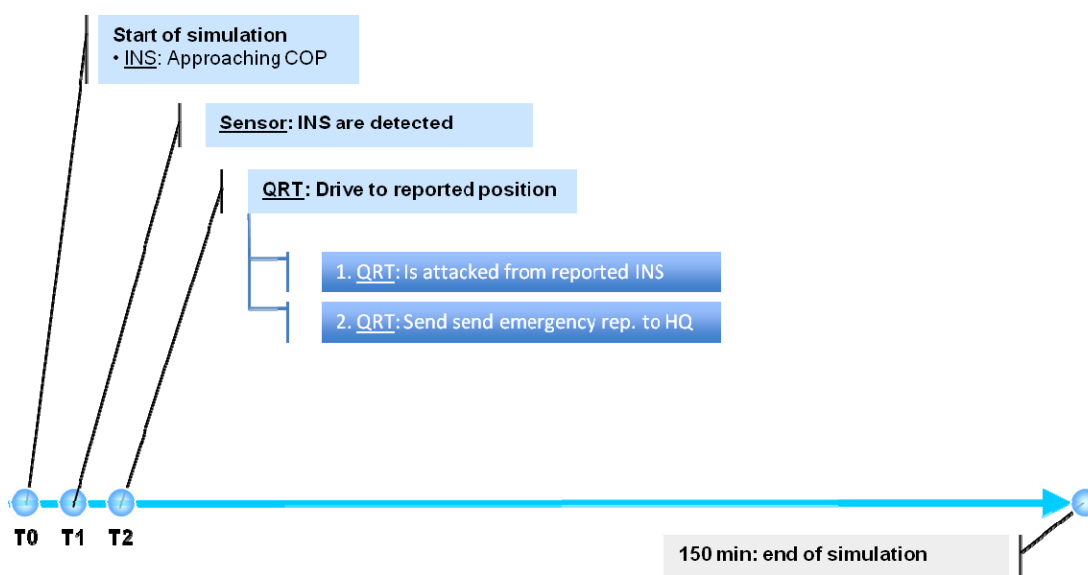 Start of simulation
• INS: Approaching COP
Sensor: INS are detected
QRT: Drive to reported position
1. QRT: Is attacked from reported INS
2. QRT: Send send emergency rep. to HQ
T0 T1 T2
150 min: end of simulation